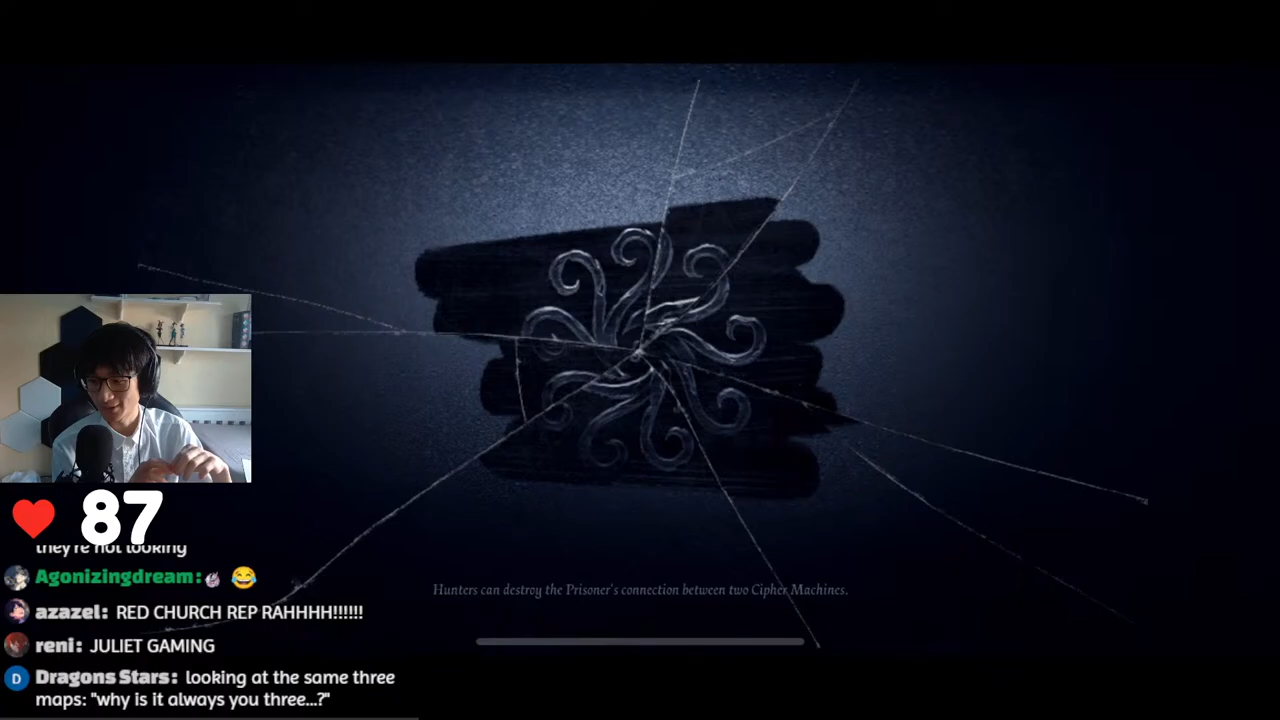 87
they're not looking
Agonizingdream: 😂
azazel: RED CHURCH REP RAHHHH!!!!!!
reni: JULIET GAMING
D Dragons Stars: looking at the same three
maps: "why is it always you three...?"
Hunters can destroy the Prisoner's connection between two Cipher Machines.